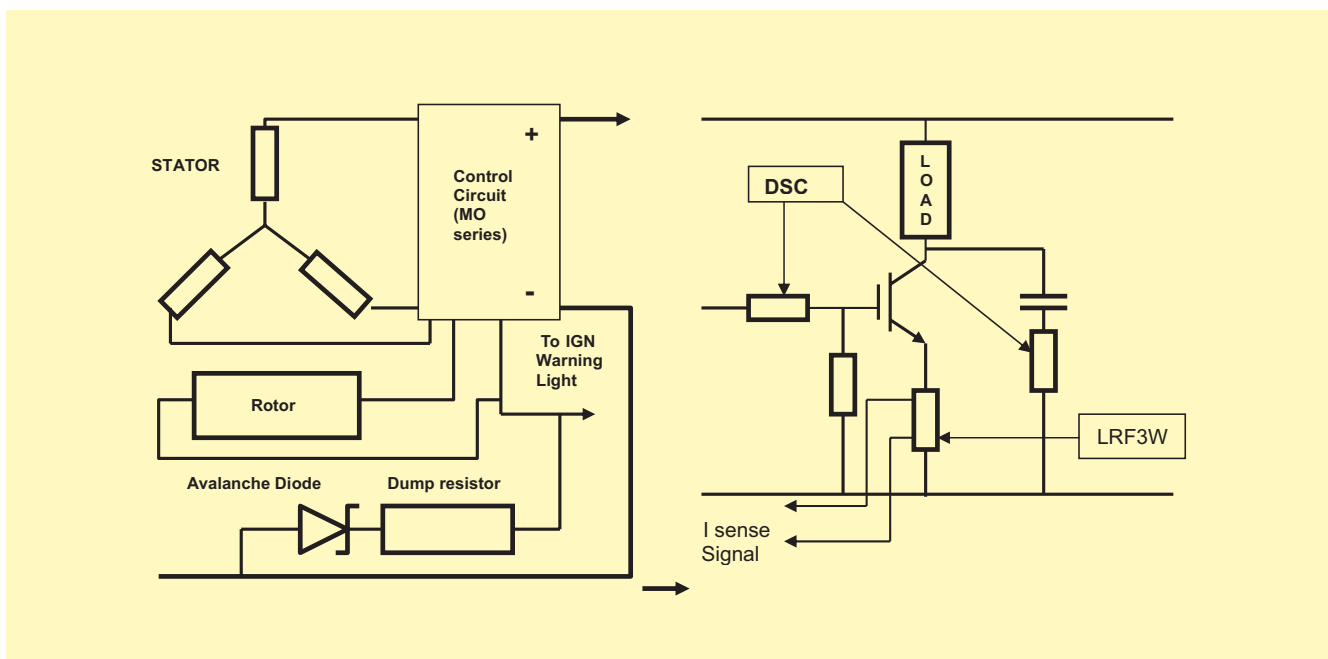 STATOR
+
Control
Circuit
(MO
series)
-
To IGN
Warning
Light
Rotor
Avalanche Diode
Dump resistor
DSC
L
O
A
D
LRF3W
I sense
Signal